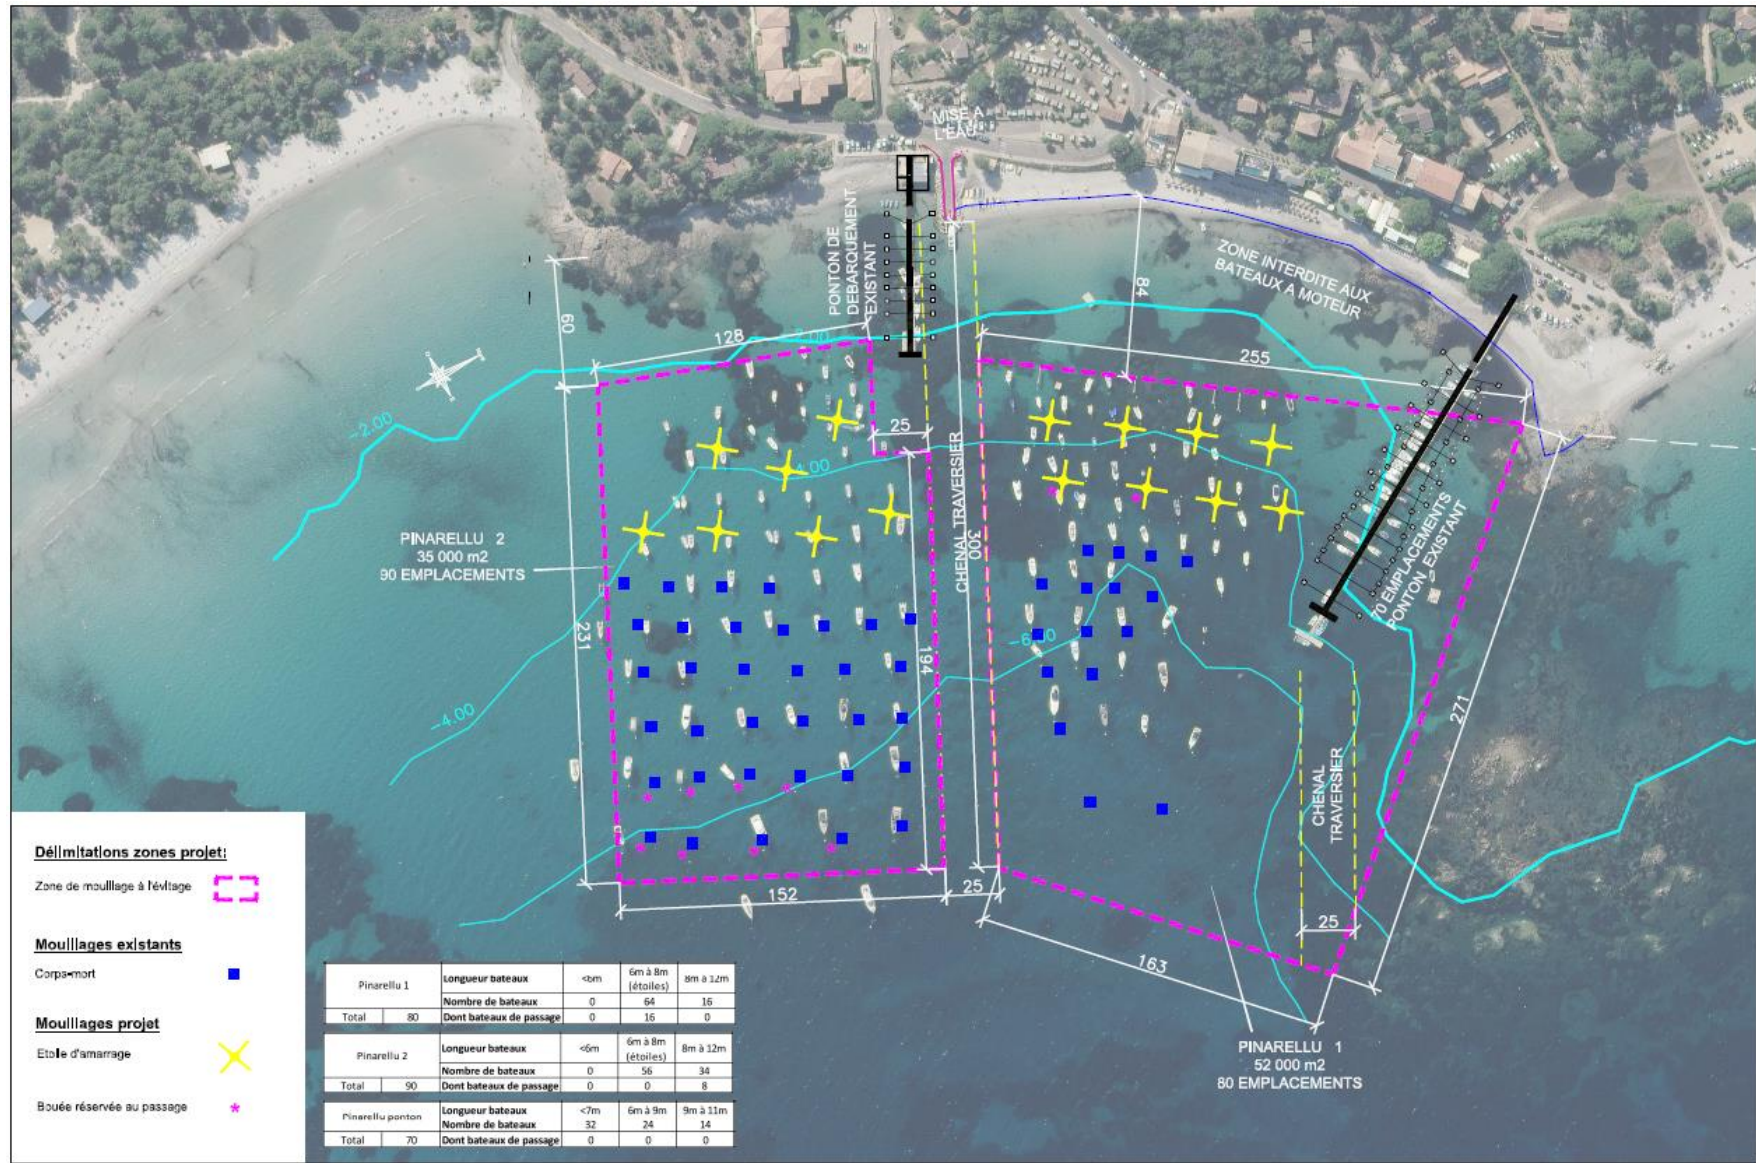 MISE A
L'EAU
PONTON DE
DEBARQUEMENT
EXISTANT
ZONE INTERDITE AUX
BATEAUX A MOTEUR
84
60
128
-2.00
255
-2.00
25
-4.00
CHENAL TRAVERSIER
300
PINARELLU 2
35 000 m2
90 EMPLACEMENTS
70 EMPLACEMENTS
PONTON EXISTANT
231
194
-6.00
-4.00
271
CHENAL
TRAVERSIER
152
25
25
163
PINARELLU 1
52 000 m2
80 EMPLACEMENTS
Délimitations zones projet:
Zone de mouillage à l'évitage
Mouillages existants
Corps-mort
Mouillages projet
Etoile d'amarrage
Bouée réservée au passage
Pinarellu 1 Longueur bateaux <6m 6m à 8m (étoiles) 8m à 12m
Nombre de bateaux 0 64 16
Total 80 Dont bateaux de passage 0 16 0
Pinarellu 2 Longueur bateaux <6m 6m à 8m (étoiles) 8m à 12m
Nombre de bateaux 0 56 34
Total 90 Dont bateaux de passage 0 0 8
Pinarellu ponton Longueur bateaux <7m 6m à 9m 9m à 11m
Nombre de bateaux 32 24 14
Total 70 Dont bateaux de passage 0 0 0